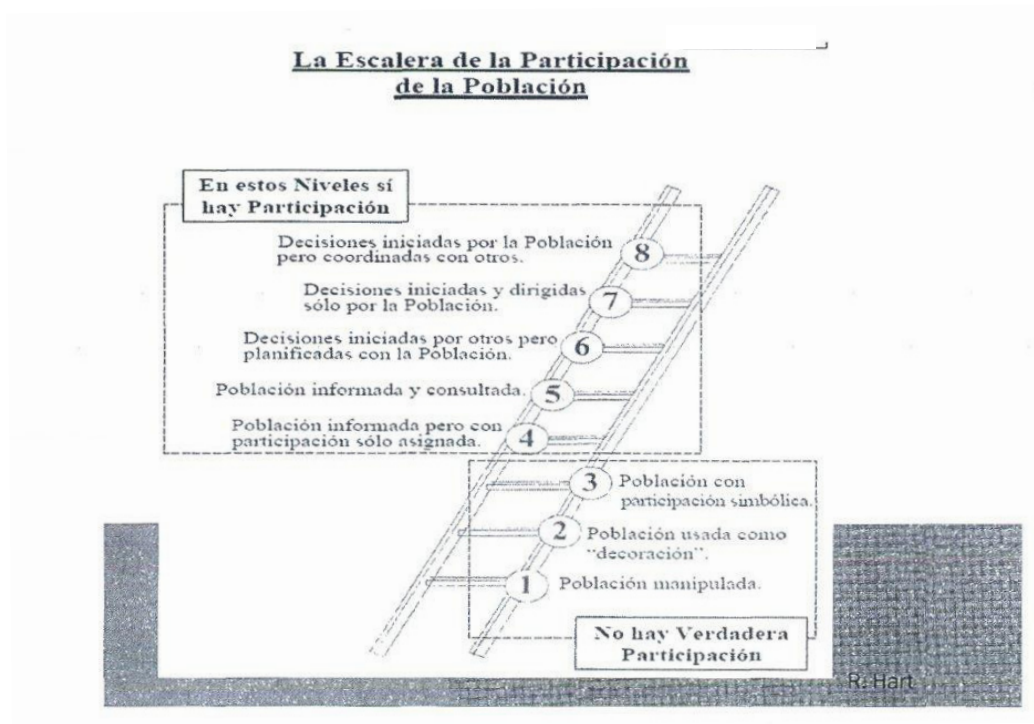 La Escalera de la Participación
de la Población
En estos Niveles sí
hay Participación
Decisiones iniciadas por la Población
pero coordinadas con otros.
8
Decisiones iniciadas y dirigidas
sólo por la Población.
7
Decisiones iniciadas por otros pero
planificadas con la Población.
6
Población informada y consultada.
5
Población informada pero con
participación sólo asignada.
4
3
Población con
participación simbólica.
2
Población usada como
"decoración".
1
Población manipulada.
No hay Verdadera
Participación
R. Hart